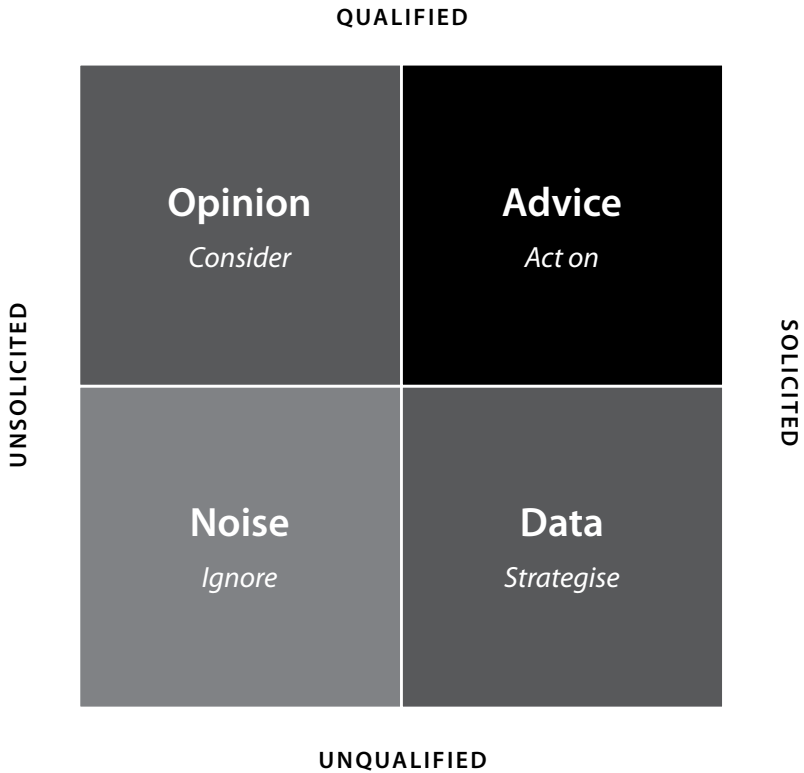 QUALIFIED
Opinion
Consider
Advice
Act on
UNSOLICITED
SOLICITED
Noise
Ignore
Data
Strategise
UNQUALIFIED